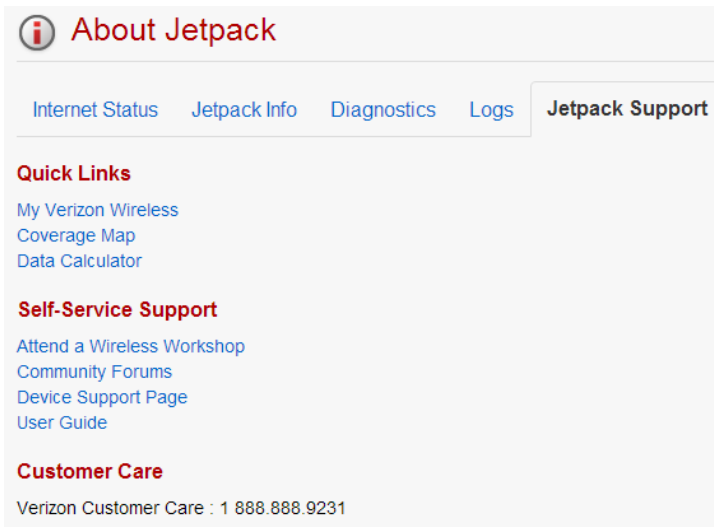 About Jetpack
Internet Status Jetpack Info Diagnostics Logs Jetpack Support
Quick Links
My Verizon Wireless
Coverage Map
Data Calculator
Self-Service Support
Attend a Wireless Workshop
Community Forums
Device Support Page
User Guide
Customer Care
Verizon Customer Care : 1 888.888.9231